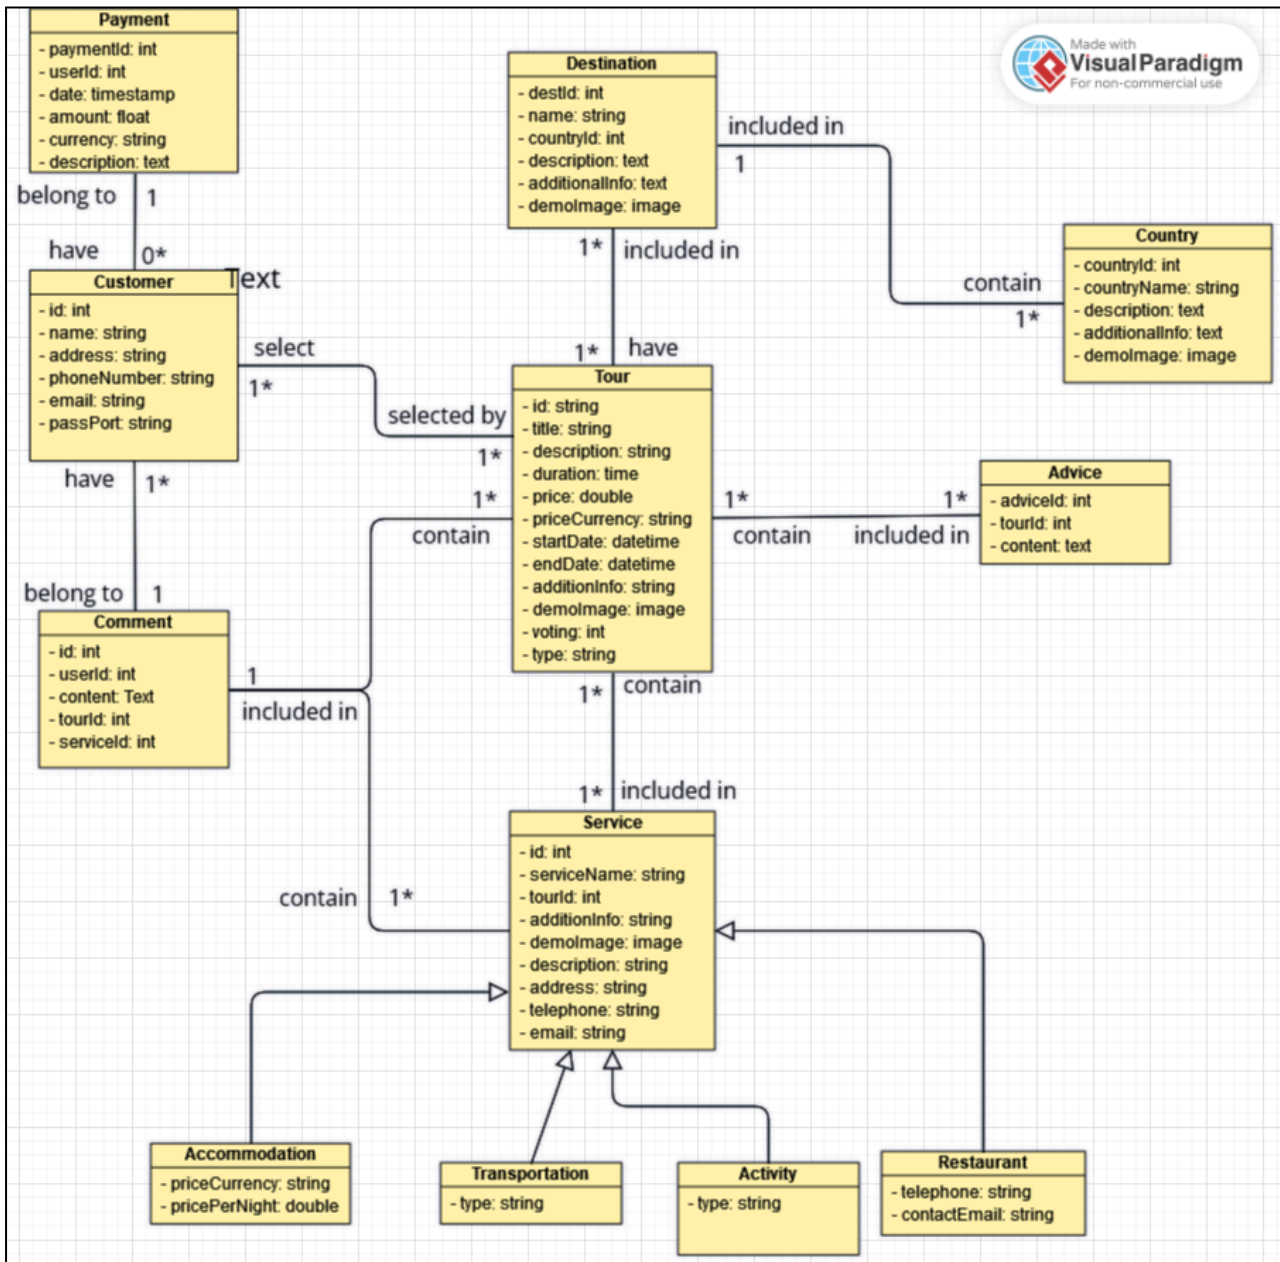 Payment
- paymentId: int
- userId: int
- date: timestamp
- amount: float
- currency: string
- description: text
belong to 1
have 0*
Text
Customer
- id: int
- name: string
- address: string
- phoneNumber: string
- email: string
- passPort: string
select
1*
selected by
1*
have 1*
belong to 1
Comment
- id: int
- userId: int
- content: Text
- tourId: int
- serviceId: int
1
included in
1*
contain
contain 1*
Destination
- destId: int
- name: string
- countryId: int
- description: text
- additionalInfo: text
- demoImage: image
included in
1
contain
1*
Made with
Visual Paradigm
For non-commercial use
Country
- countryId: int
- countryName: string
- description: text
- additionalInfo: text
- demoImage: image
1* included in
1* have
Tour
- id: string
- title: string
- description: string
- duration: time
- price: double
- priceCurrency: string
- startDate: datetime
- endDate: datetime
- additionInfo: string
- demoImage: image
- voting: int
- type: string
1*
contain
1*
included in
Advice
- adviceId: int
- tourId: int
- content: text
1* contain
1* included in
Service
- id: int
- serviceName: string
- tourId: int
- additionInfo: string
- demoImage: image
- description: string
- address: string
- telephone: string
- email: string
Accommodation
- priceCurrency: string
- pricePerNight: double
Transportation
- type: string
Activity
- type: string
Restaurant
- telephone: string
- contactEmail: string